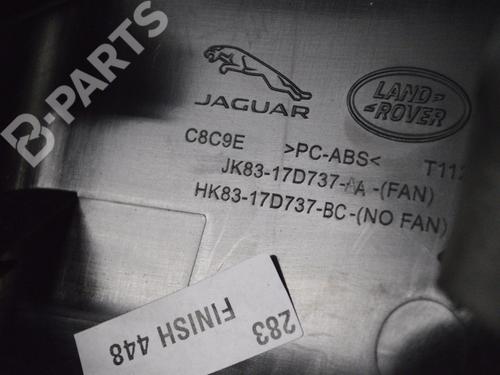 B-PARTS
JAGUAR
LAND
ROVER
C8C9E >PC-ABS<
JK83-17D737-AA-(FAN)
HK83-17D737-BC-(NO FAN)
283
FINISH 448